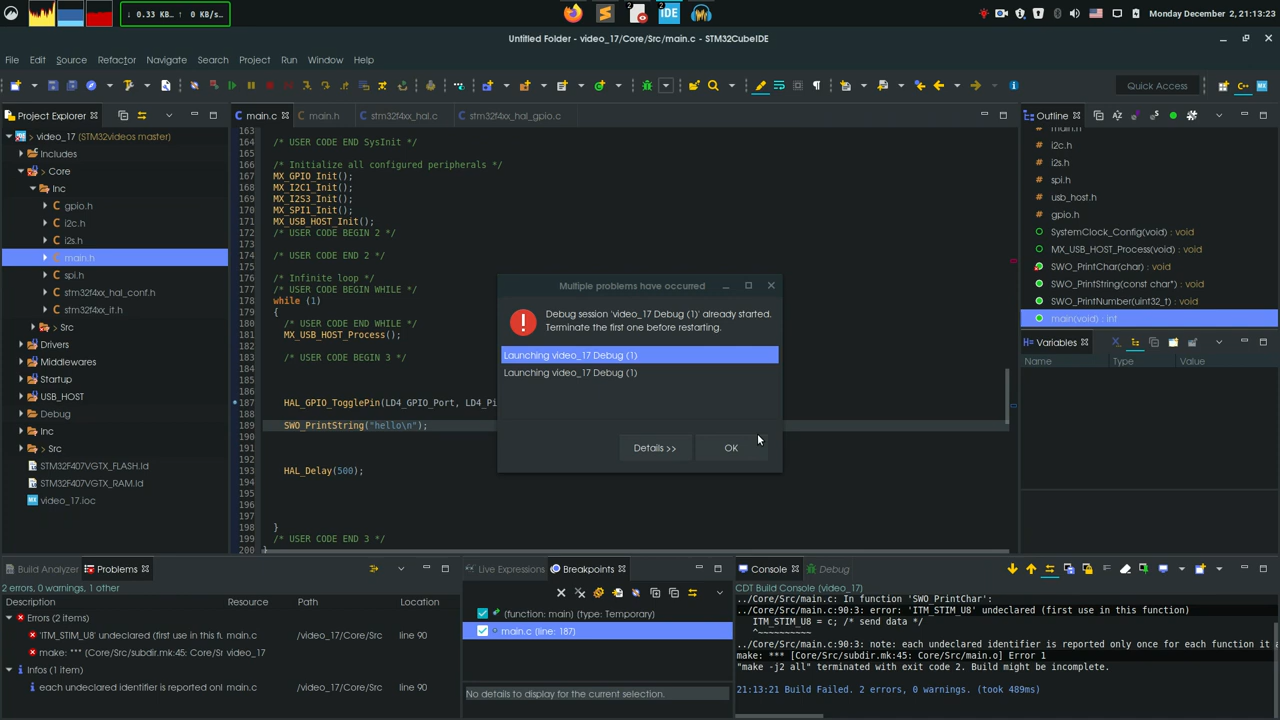 0.33 KB.. ↑ 0 KB/s..
2
2
IDE
Monday December 2, 21:13:23
Untitled Folder - video_17/Core/Src/main.c - STM32CubeIDE
File Edit Source Refactor Navigate Search Project Run Window Help
Quick Access
Project Explorer
main.c
main.h
stm32f4xx_hal.c
stm32f4xx_hal_gpio.c
Outline
> video_17 (STM32videos master)
Includes
> Core
Inc
gpio.h
i2c.h
i2s.h
main.h
spi.h
stm32f4xx_hal_conf.h
stm32f4xx_it.h
> Src
Drivers
Middlewares
Startup
USB_HOST
Debug
Inc
> Src
STM32F407VGTX_FLASH.ld
STM32F407VGTX_RAM.ld
video_17.ioc
163
164 /* USER CODE END SysInit */
165
166 /* Initialize all configured peripherals */
167 MX_GPIO_Init();
168 MX_I2C1_Init();
169 MX_I2S3_Init();
170 MX_SPI1_Init();
171 MX_USB_HOST_Init();
172 /* USER CODE BEGIN 2 */
173
174 /* USER CODE END 2 */
175
176 /* Infinite loop */
177 /* USER CODE BEGIN WHILE */
178 while (1)
179 {
180 /* USER CODE END WHILE */
181 MX_USB_HOST_Process();
182
183 /* USER CODE BEGIN 3 */
184
185
186
187 HAL_GPIO_TogglePin(LD4_GPIO_Port, LD4_Pi
188
189 SWO_PrintString("hello\n");
190
191
192
193 HAL_Delay(500);
194
195
196
197
198 }
199 /* USER CODE END 3 */
200 }
Multiple problems have occurred
Debug session 'video_17 Debug (1)' already started.
Terminate the first one before restarting.
Launching video_17 Debug (1)
Launching video_17 Debug (1)
Details >>
OK
main.h
i2c.h
i2s.h
spi.h
usb_host.h
gpio.h
SystemClock_Config(void) : void
MX_USB_HOST_Process(void) : void
SWO_PrintChar(char) : void
SWO_PrintString(const char*) : void
SWO_PrintNumber(uint32_t) : void
main(void) : int
Variables
Name
Value
Build Analyzer
Problems
2 errors, 0 warnings, 1 other
Description Resource Path Location
Errors (2 items)
'ITM_STIM_U8' undeclared (first use in this fu main.c /video_17/Core/Src line 90
make: *** [Core/Src/subdir.mk:45: Core/Src/ video_17
Infos (1 item)
each undeclared identifier is reported onl main.c /video_17/Core/Src line 90
Live Expressions
Breakpoints
(function: main) (type: Temporary)
main.c [line: 187]
No details to display for the current selection.
Console
Debug
CDT Build Console (video_17)
../Core/Src/main.c: In function 'SWO_PrintChar':
../Core/Src/main.c:90:3: error: 'ITM_STIM_U8' undeclared (first use in this function)
ITM_STIM_U8 = c; /* send data */
^~~~~~~~~~~
../Core/Src/main.c:90:3: note: each undeclared identifier is reported only once for each function it a
make: *** [Core/Src/subdir.mk:45: Core/Src/main.o] Error 1
"make -j2 all" terminated with exit code 2. Build might be incomplete.
21:13:21 Build Failed. 2 errors, 0 warnings. (took 489ms)